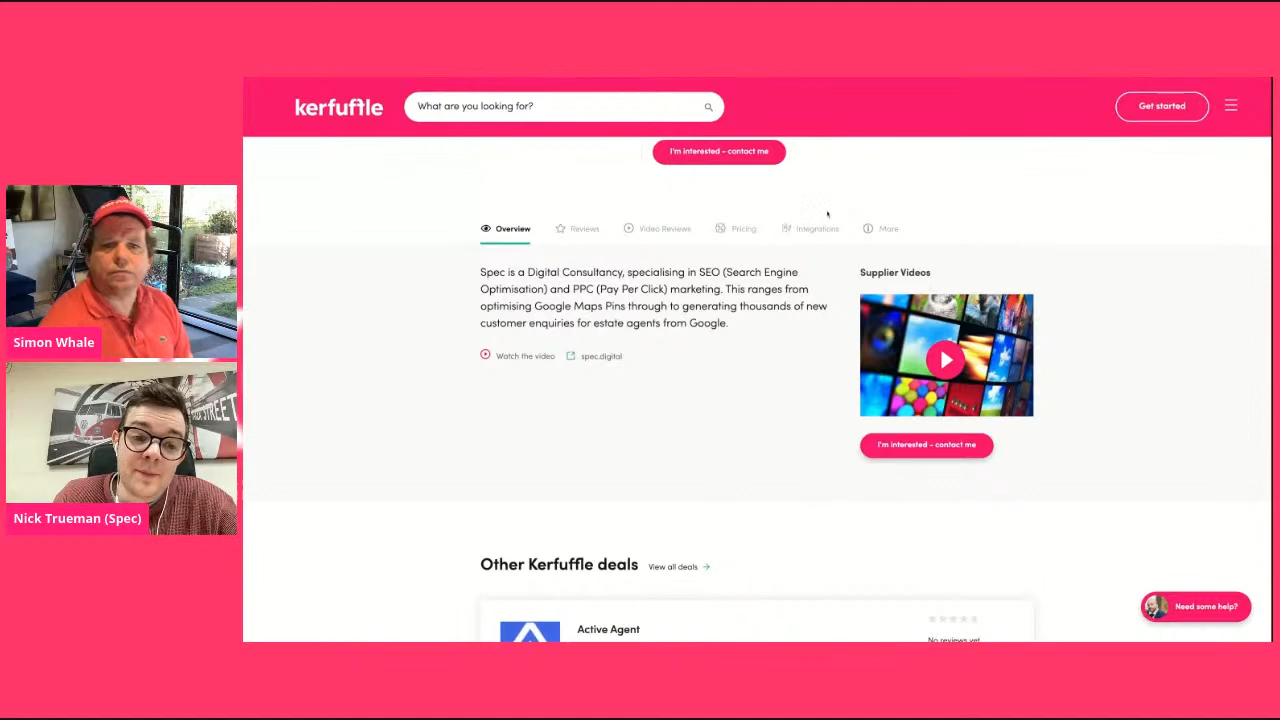 kerfuffle
What are you looking for?
Get started
I'm interested - contact me
Overview
Reviews
Video Reviews
Pricing
Integrations
More
Spec is a Digital Consultancy, specialising in SEO (Search Engine
Optimisation) and PPC (Pay Per Click) marketing. This ranges from
optimising Google Maps Pins through to generating thousands of new
customer enquiries for estate agents from Google.
Watch the video
spec.digital
Supplier Videos
I'm interested - contact me
Other Kerfuffle deals
View all deals
Active Agent
No reviews yet
Need some help?
Simon Whale
STREET
Nick Trueman (Spec)